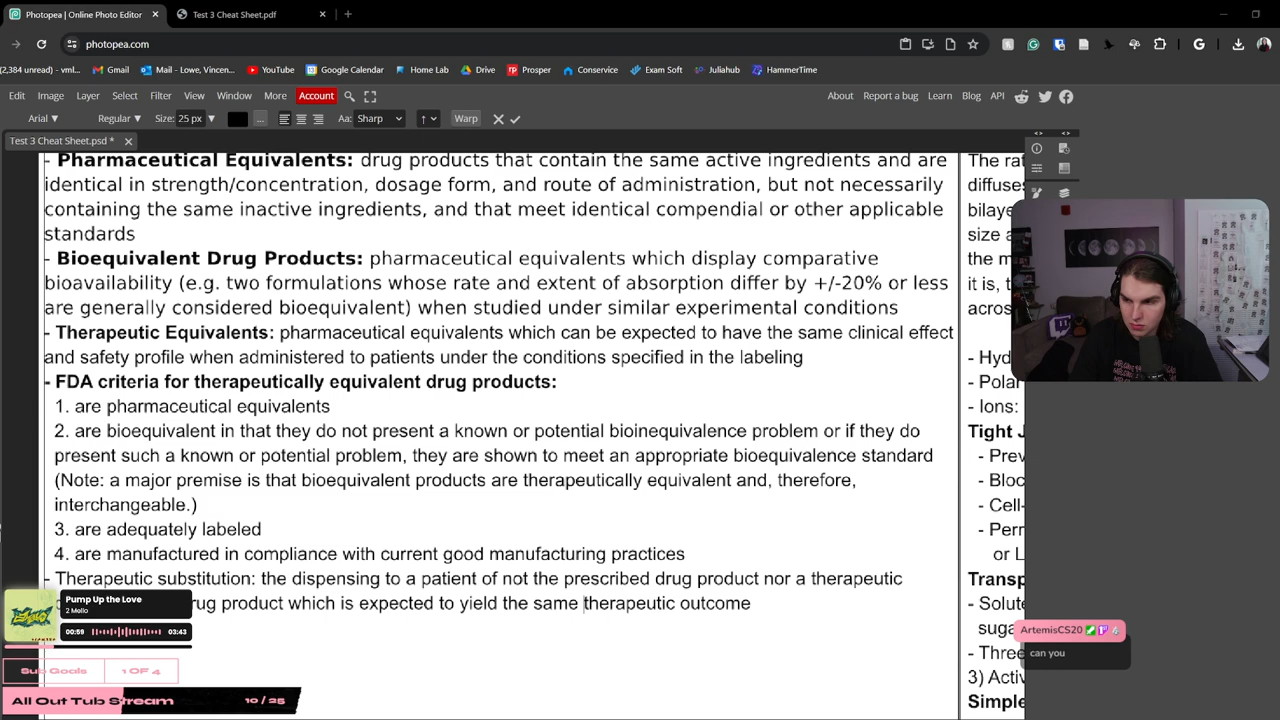 Photopea | Online Photo Editor
Test 3 Cheat Sheet.pdf
photopea.com
(2,384 unread) - vml...
Gmail
Mail - Lowe, Vincen...
YouTube
Google Calendar
Home Lab
Drive
Prosper
Conservice
Exam Soft
Juliahub
HammerTime
Edit Image Layer Select Filter View Window More Account
About Report a bug Learn Blog API
Arial Regular Size: 25 px ... Aa: Sharp Warp
Test 3 Cheat Sheet.psd *
- Pharmaceutical Equivalents: drug products that contain the same active ingredients and are
identical in strength/concentration, dosage form, and route of administration, but not necessarily
containing the same inactive ingredients, and that meet identical compendial or other applicable
standards
- Bioequivalent Drug Products: pharmaceutical equivalents which display comparative
bioavailability (e.g. two formulations whose rate and extent of absorption differ by +/-20% or less
are generally considered bioequivalent) when studied under similar experimental conditions
- Therapeutic Equivalents: pharmaceutical equivalents which can be expected to have the same clinical effect
and safety profile when administered to patients under the conditions specified in the labeling
- FDA criteria for therapeutically equivalent drug products:
1. are pharmaceutical equivalents
2. are bioequivalent in that they do not present a known or potential bioinequivalence problem or if they do
present such a known or potential problem, they are shown to meet an appropriate bioequivalence standard
(Note: a major premise is that bioequivalent products are therapeutically equivalent and, therefore,
interchangeable.)
3. are adequately labeled
4. are manufactured in compliance with current good manufacturing practices
- Therapeutic substitution: the dispensing to a patient of not the prescribed drug product nor a therapeutic
rug product which is expected to yield the same therapeutic outcome
The rat
diffuses
bilaye
size a
the m
it is, t
across
- Hyd
- Polar
- Ions:
Tight J
- Prev
- Bloc
- Cell-
- Perm
or L
Transp
- Solute
suga
- Three
3) Activ
Simple
Pump Up the Love
2 Mello
00:59 03:43
Sub Goals 1 OF 4
All Out Tub Stream 10 / 25
ArtemisCS20
can you